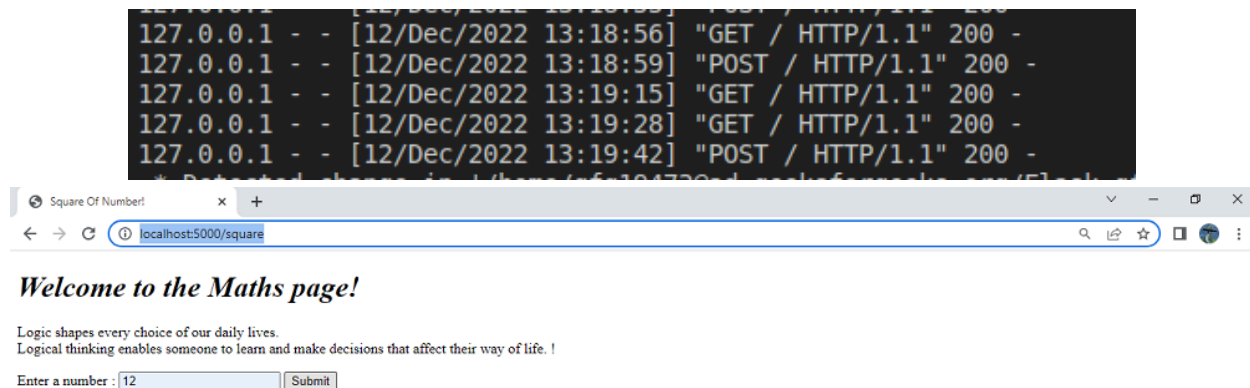 127.0.0.1 - - [12/Dec/2022 13:18:56] "GET / HTTP/1.1" 200 -
127.0.0.1 - - [12/Dec/2022 13:18:59] "POST / HTTP/1.1" 200 -
127.0.0.1 - - [12/Dec/2022 13:19:15] "GET / HTTP/1.1" 200 -
127.0.0.1 - - [12/Dec/2022 13:19:28] "GET / HTTP/1.1" 200 -
127.0.0.1 - - [12/Dec/2022 13:19:42] "POST / HTTP/1.1" 200 -
* Detected change in
Square Of Number!
localhost:5000/square
Welcome to the Maths page!
Logic shapes every choice of our daily lives.
Logical thinking enables someone to learn and make decisions that affect their way of life. !
Enter a number : 12 Submit